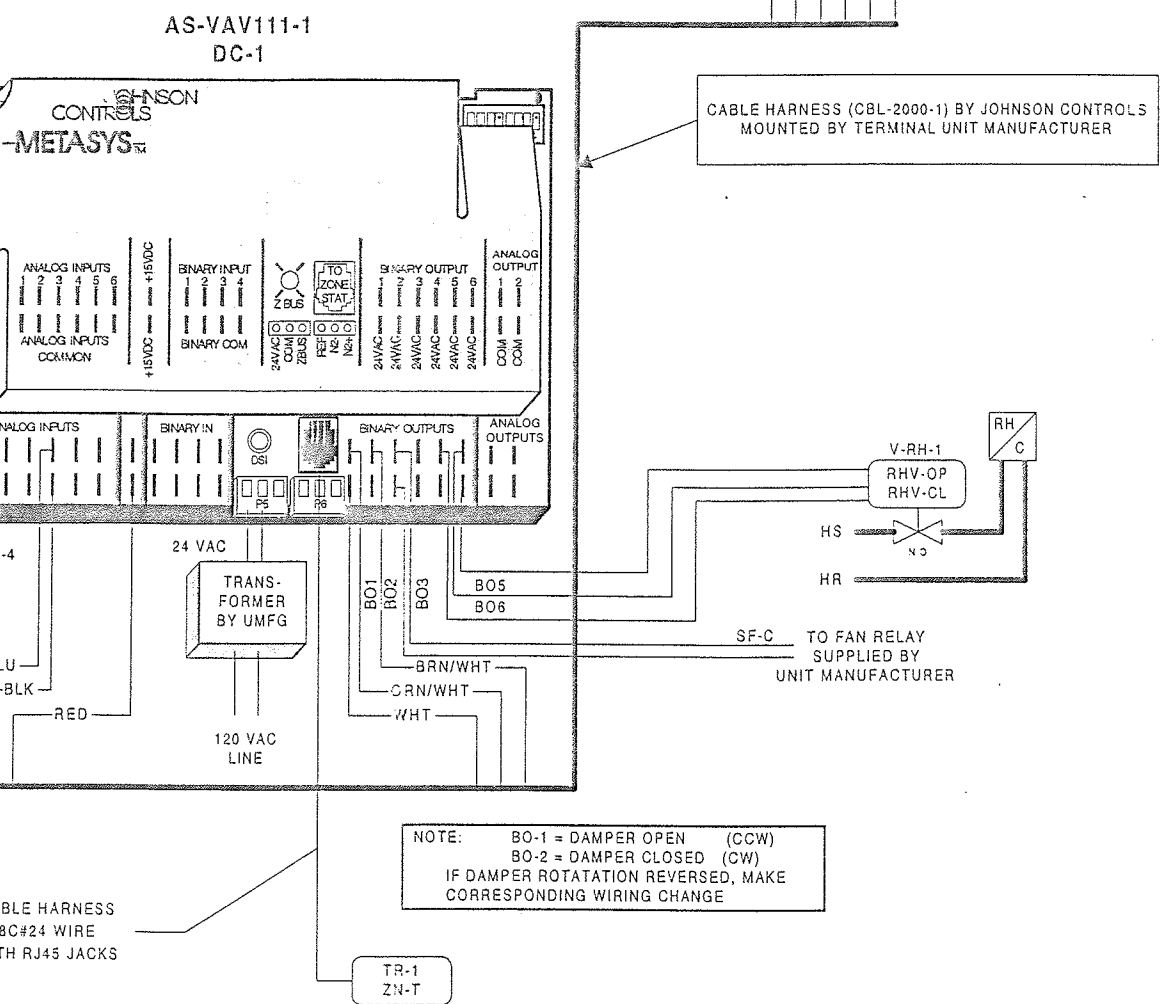 AS-VAV111-1
DC-1
JOHNSON
CONTROLS
METASYS TM
CABLE HARNESS (CBL-2000-1) BY JOHNSON CONTROLS
MOUNTED BY TERMINAL UNIT MANUFACTURER
ANALOG INPUTS
1 2 3 4 5 6
ANALOG INPUTS
COMMON
+15VDC
+15VDC
BINARY INPUT
1 2 3 4
BINARY COM
Z BUS
TO
ZONE
STAT
24VAC
COM
ZBUS
REF
N2-
N2+
BINARY OUTPUT
1 2 3 4 5 6
24VAC 24VAC 24VAC 24VAC 24VAC 24VAC
ANALOG
OUTPUT
1 2
COM COM
NALOG INPUTS
BINARY IN
DSI
P5
P6
BINARY OUTPUTS
ANALOG
OUTPUTS
RH
C
V-RH-1
RHV-OP
RHV-CL
HS
HR
-4
24 VAC
TRANS-
FORMER
BY UMFG
BO1
BO2
BO3
BO5
BO6
SF-C
TO FAN RELAY
SUPPLIED BY
UNIT MANUFACTURER
LU
-BLK
RED
BRN/WHT
WHT
120 VAC
LINE
NOTE: BO-1 = DAMPER OPEN (CCW)
BO-2 = DAMPER CLOSED (CW)
IF DAMPER ROTATATION REVERSED, MAKE
CORRESPONDING WIRING CHANGE
BLE HARNESS
8C#24 WIRE
TH RJ45 JACKS
TR-1
ZN-T